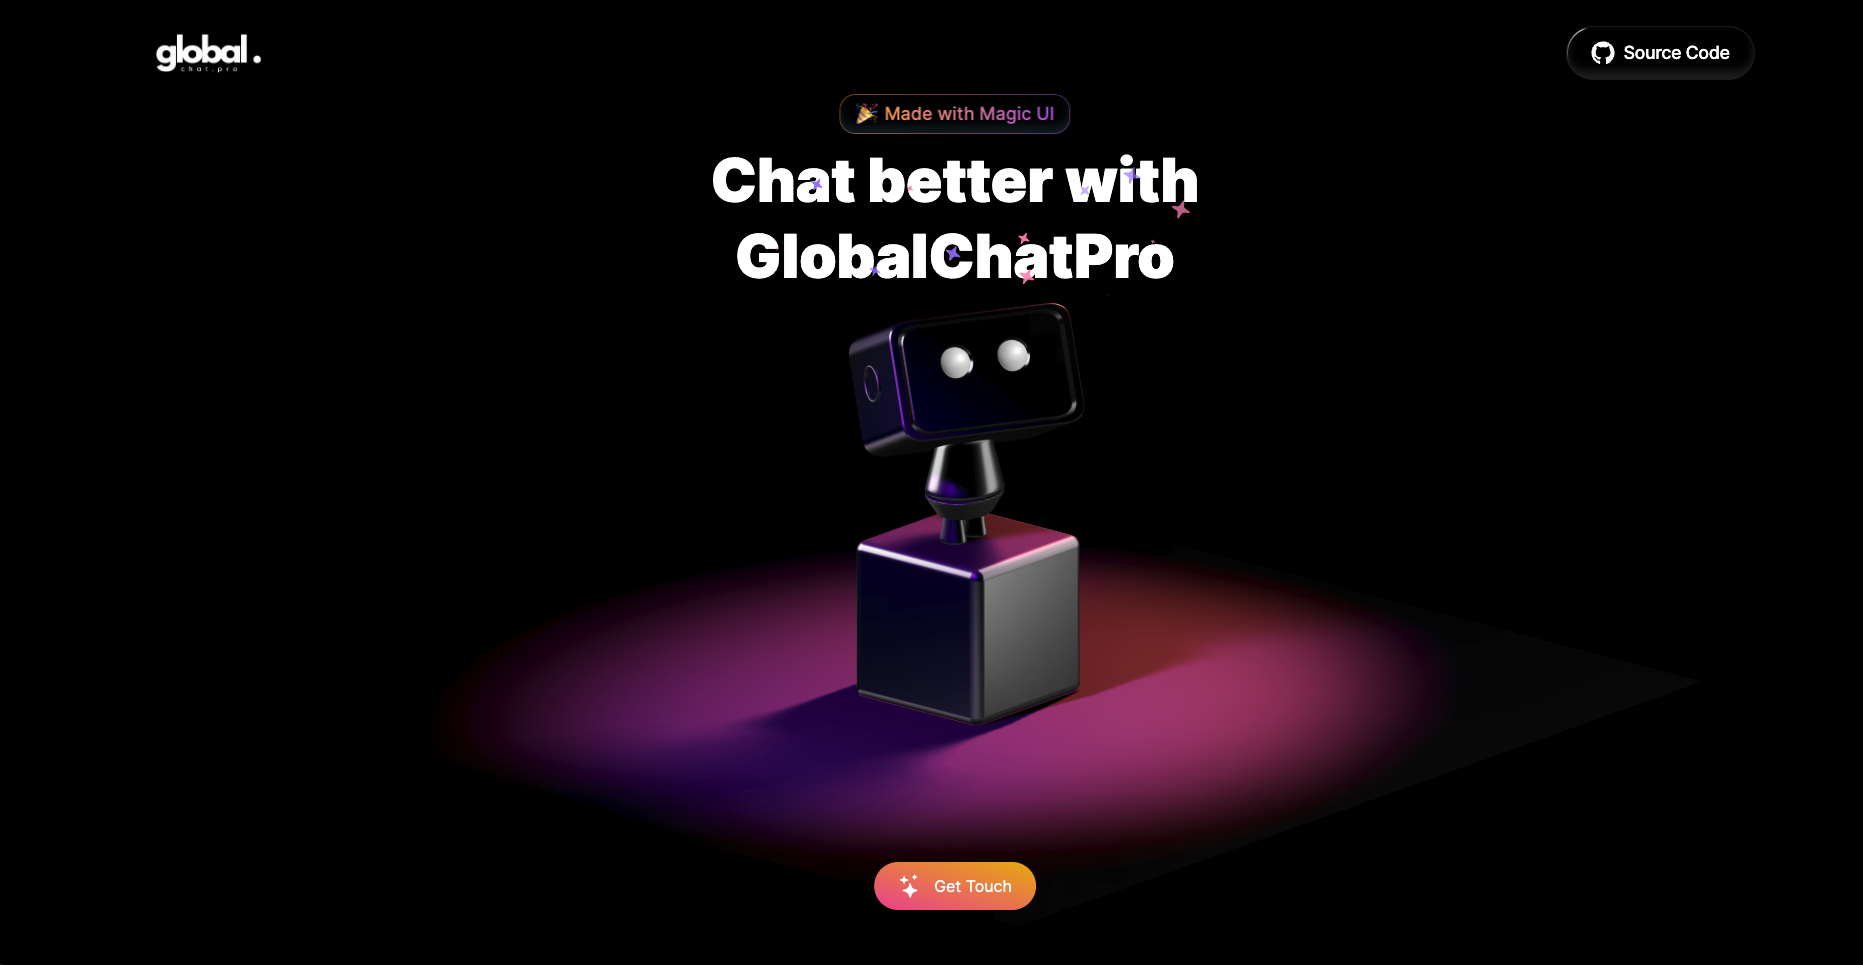 global.
chat.pro
Source Code
🎉 Made with Magic UI
Chat better with
GlobalChatPro
Get Touch